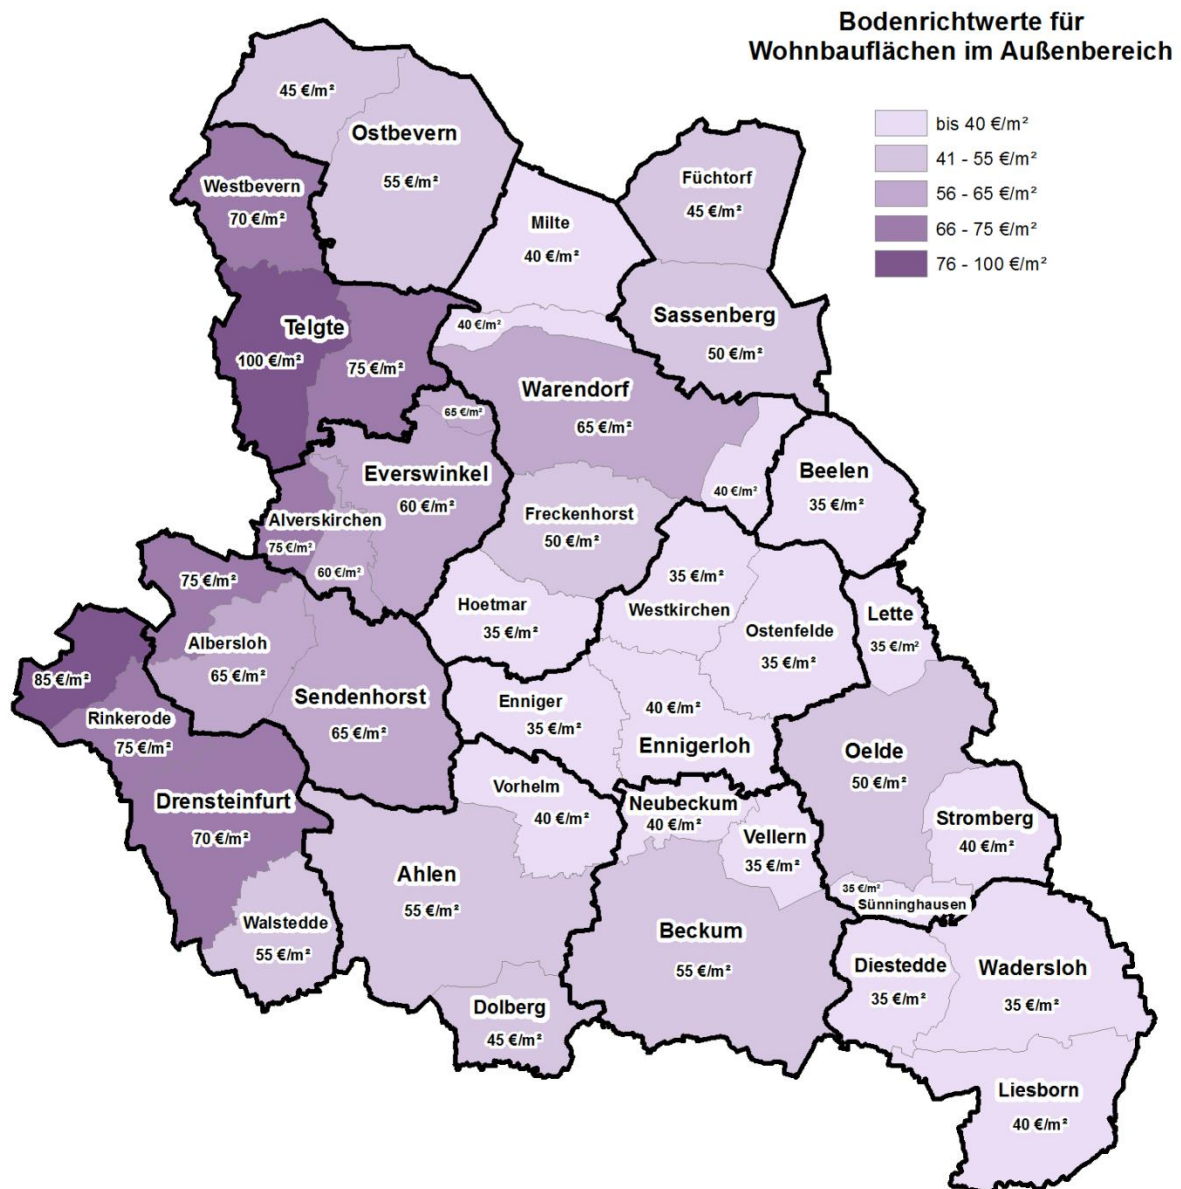 Bodenrichtwerte für
Wohnbauflächen im Außenbereich
bis 40 €/m²
41 - 55 €/m²
56 - 65 €/m²
66 - 75 €/m²
76 - 100 €/m²
45 €/m²
Ostbevern
55 €/m²
Westbevern
70 €/m²
Füchtorf
45 €/m²
Milte
40 €/m²
40 €/m²
Sassenberg
50 €/m²
Telgte
100 €/m²
75 €/m²
Warendorf
65 €/m²
65 €/m²
40 €/m²
Beelen
35 €/m²
Everswinkel
60 €/m²
Alverskirchen
75 €/m²
60 €/m²
Freckenhorst
50 €/m²
Hoetmar
35 €/m²
35 €/m²
Westkirchen
Ostenfelde
35 €/m²
Lette
35 €/m²
75 €/m²
Albersloh
65 €/m²
85 €/m²
Rinkerode
75 €/m²
Sendenhorst
65 €/m²
Enniger
35 €/m²
40 €/m²
Ennigerloh
Oelde
50 €/m²
Stromberg
40 €/m²
35 €/m²
Sünninghausen
Drensteinfurt
70 €/m²
Walstedde
55 €/m²
Vorhelm
40 €/m²
Ahlen
55 €/m²
Dolberg
45 €/m²
Neubeckum
40 €/m²
Vellern
35 €/m²
Beckum
55 €/m²
Diestedde
35 €/m²
Wadersloh
35 €/m²
Liesborn
40 €/m²